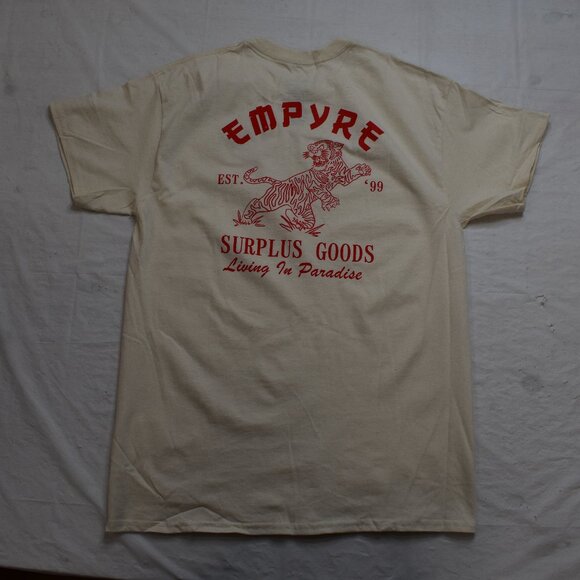 EMPYRE
EST. '99
SURPLUS GOODS
Living In Paradise